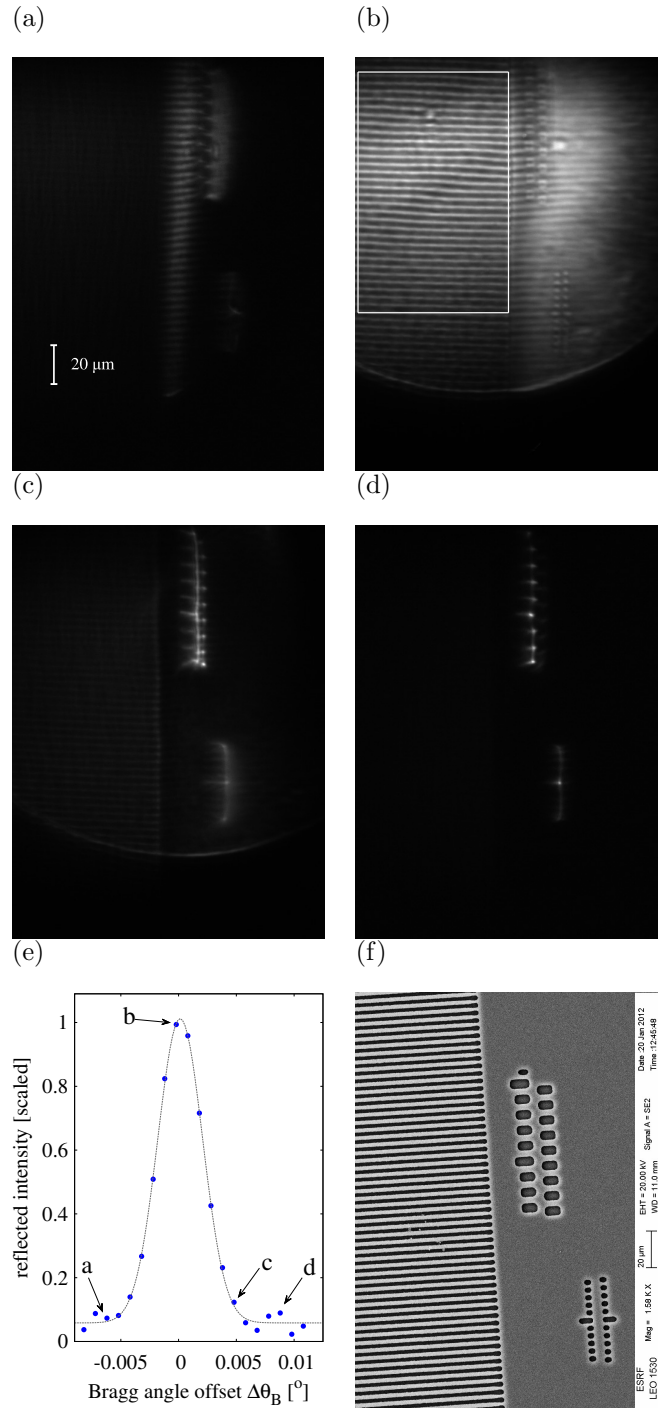 (a)
(b)
20 μm
(c)
(d)
(e)
(f)
reflected intensity [scaled]
1
0.8
0.6
0.4
0.2
0
b
a
c
d
-0.005
0
0.005
0.01
Bragg angle offset Δθ_B [°]
Date :20 Jan 2012
Time :12:45:48
Signal A = SE2
EHT = 20.00 kV
WD = 11.0 mm
20 μm
Mag = 1.58 K X
ESRF
LEO 1530